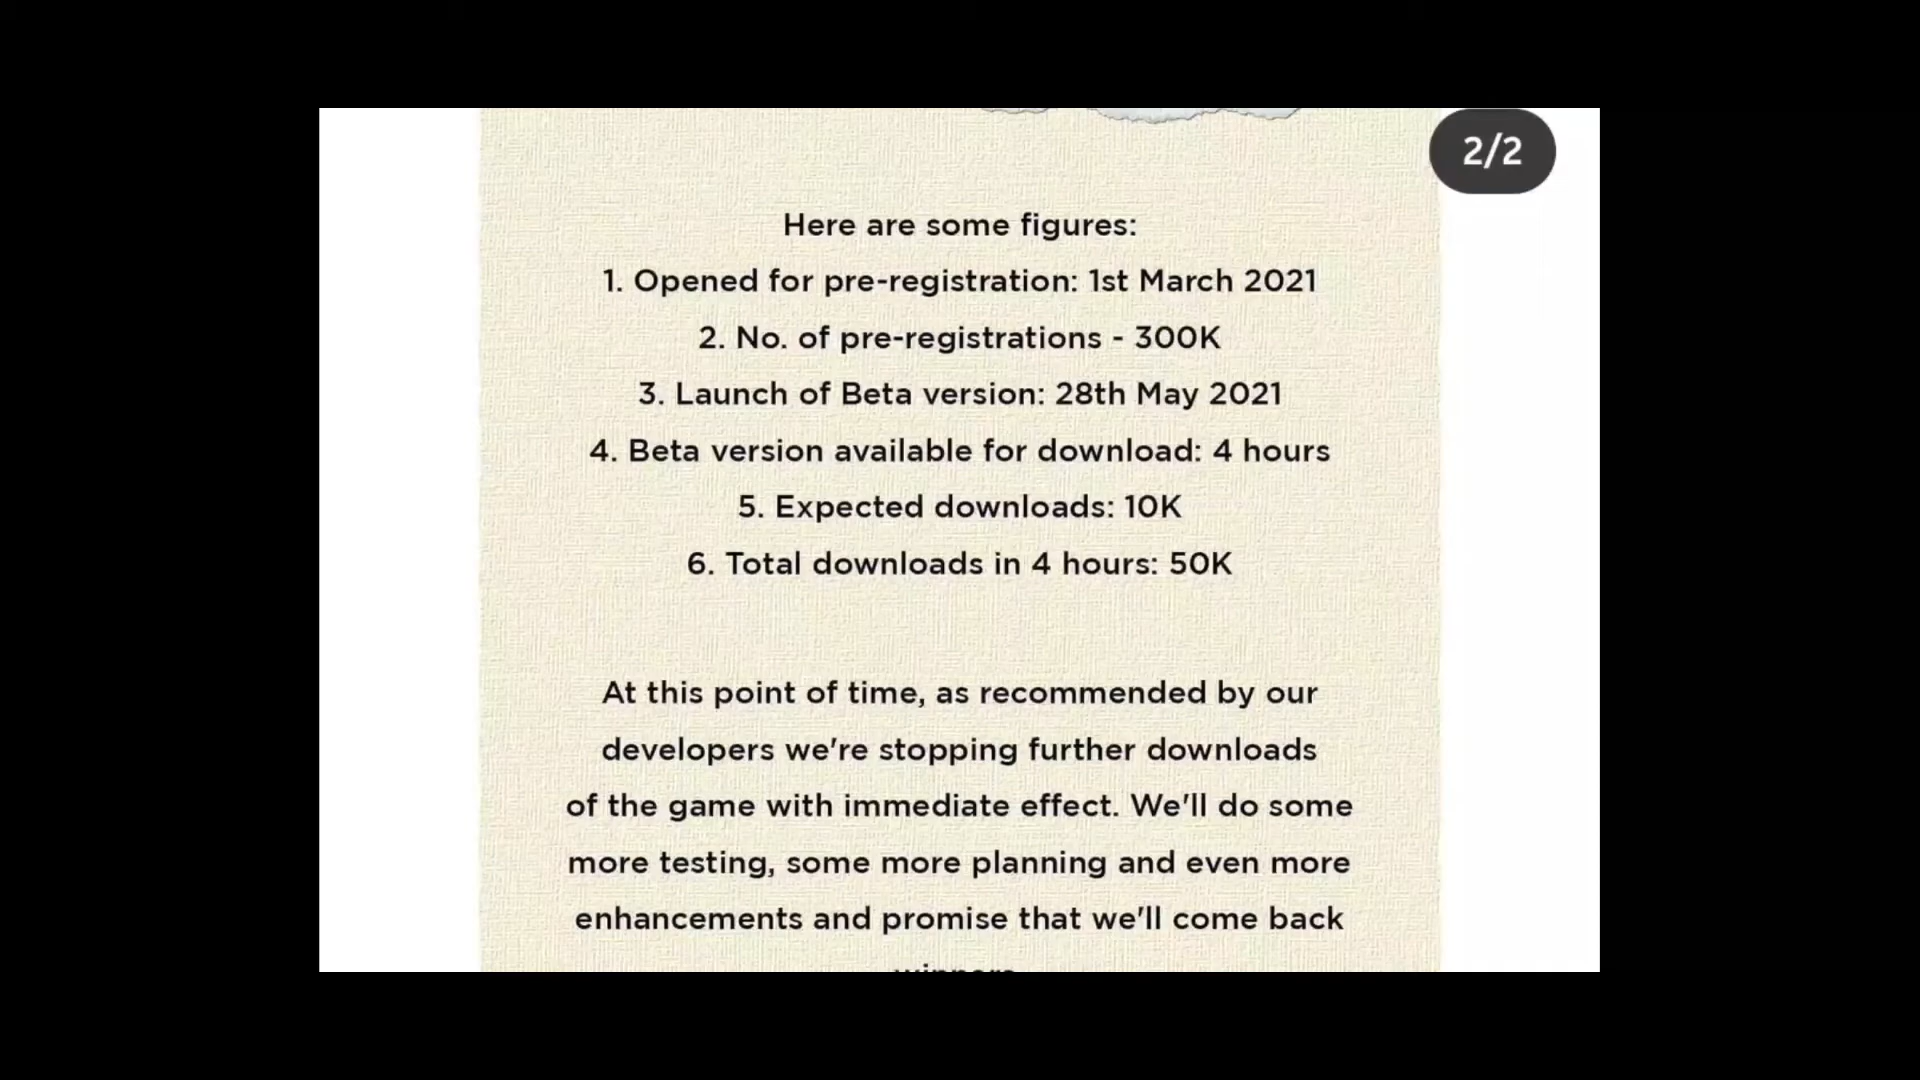 2/2
Here are some figures:
1. Opened for pre-registration: 1st March 2021
2. No. of pre-registrations - 300K
3. Launch of Beta version: 28th May 2021
4. Beta version available for download: 4 hours
5. Expected downloads: 10K
6. Total downloads in 4 hours: 50K
At this point of time, as recommended by our
developers we're stopping further downloads
of the game with immediate effect. We'll do some
more testing, some more planning and even more
enhancements and promise that we'll come back